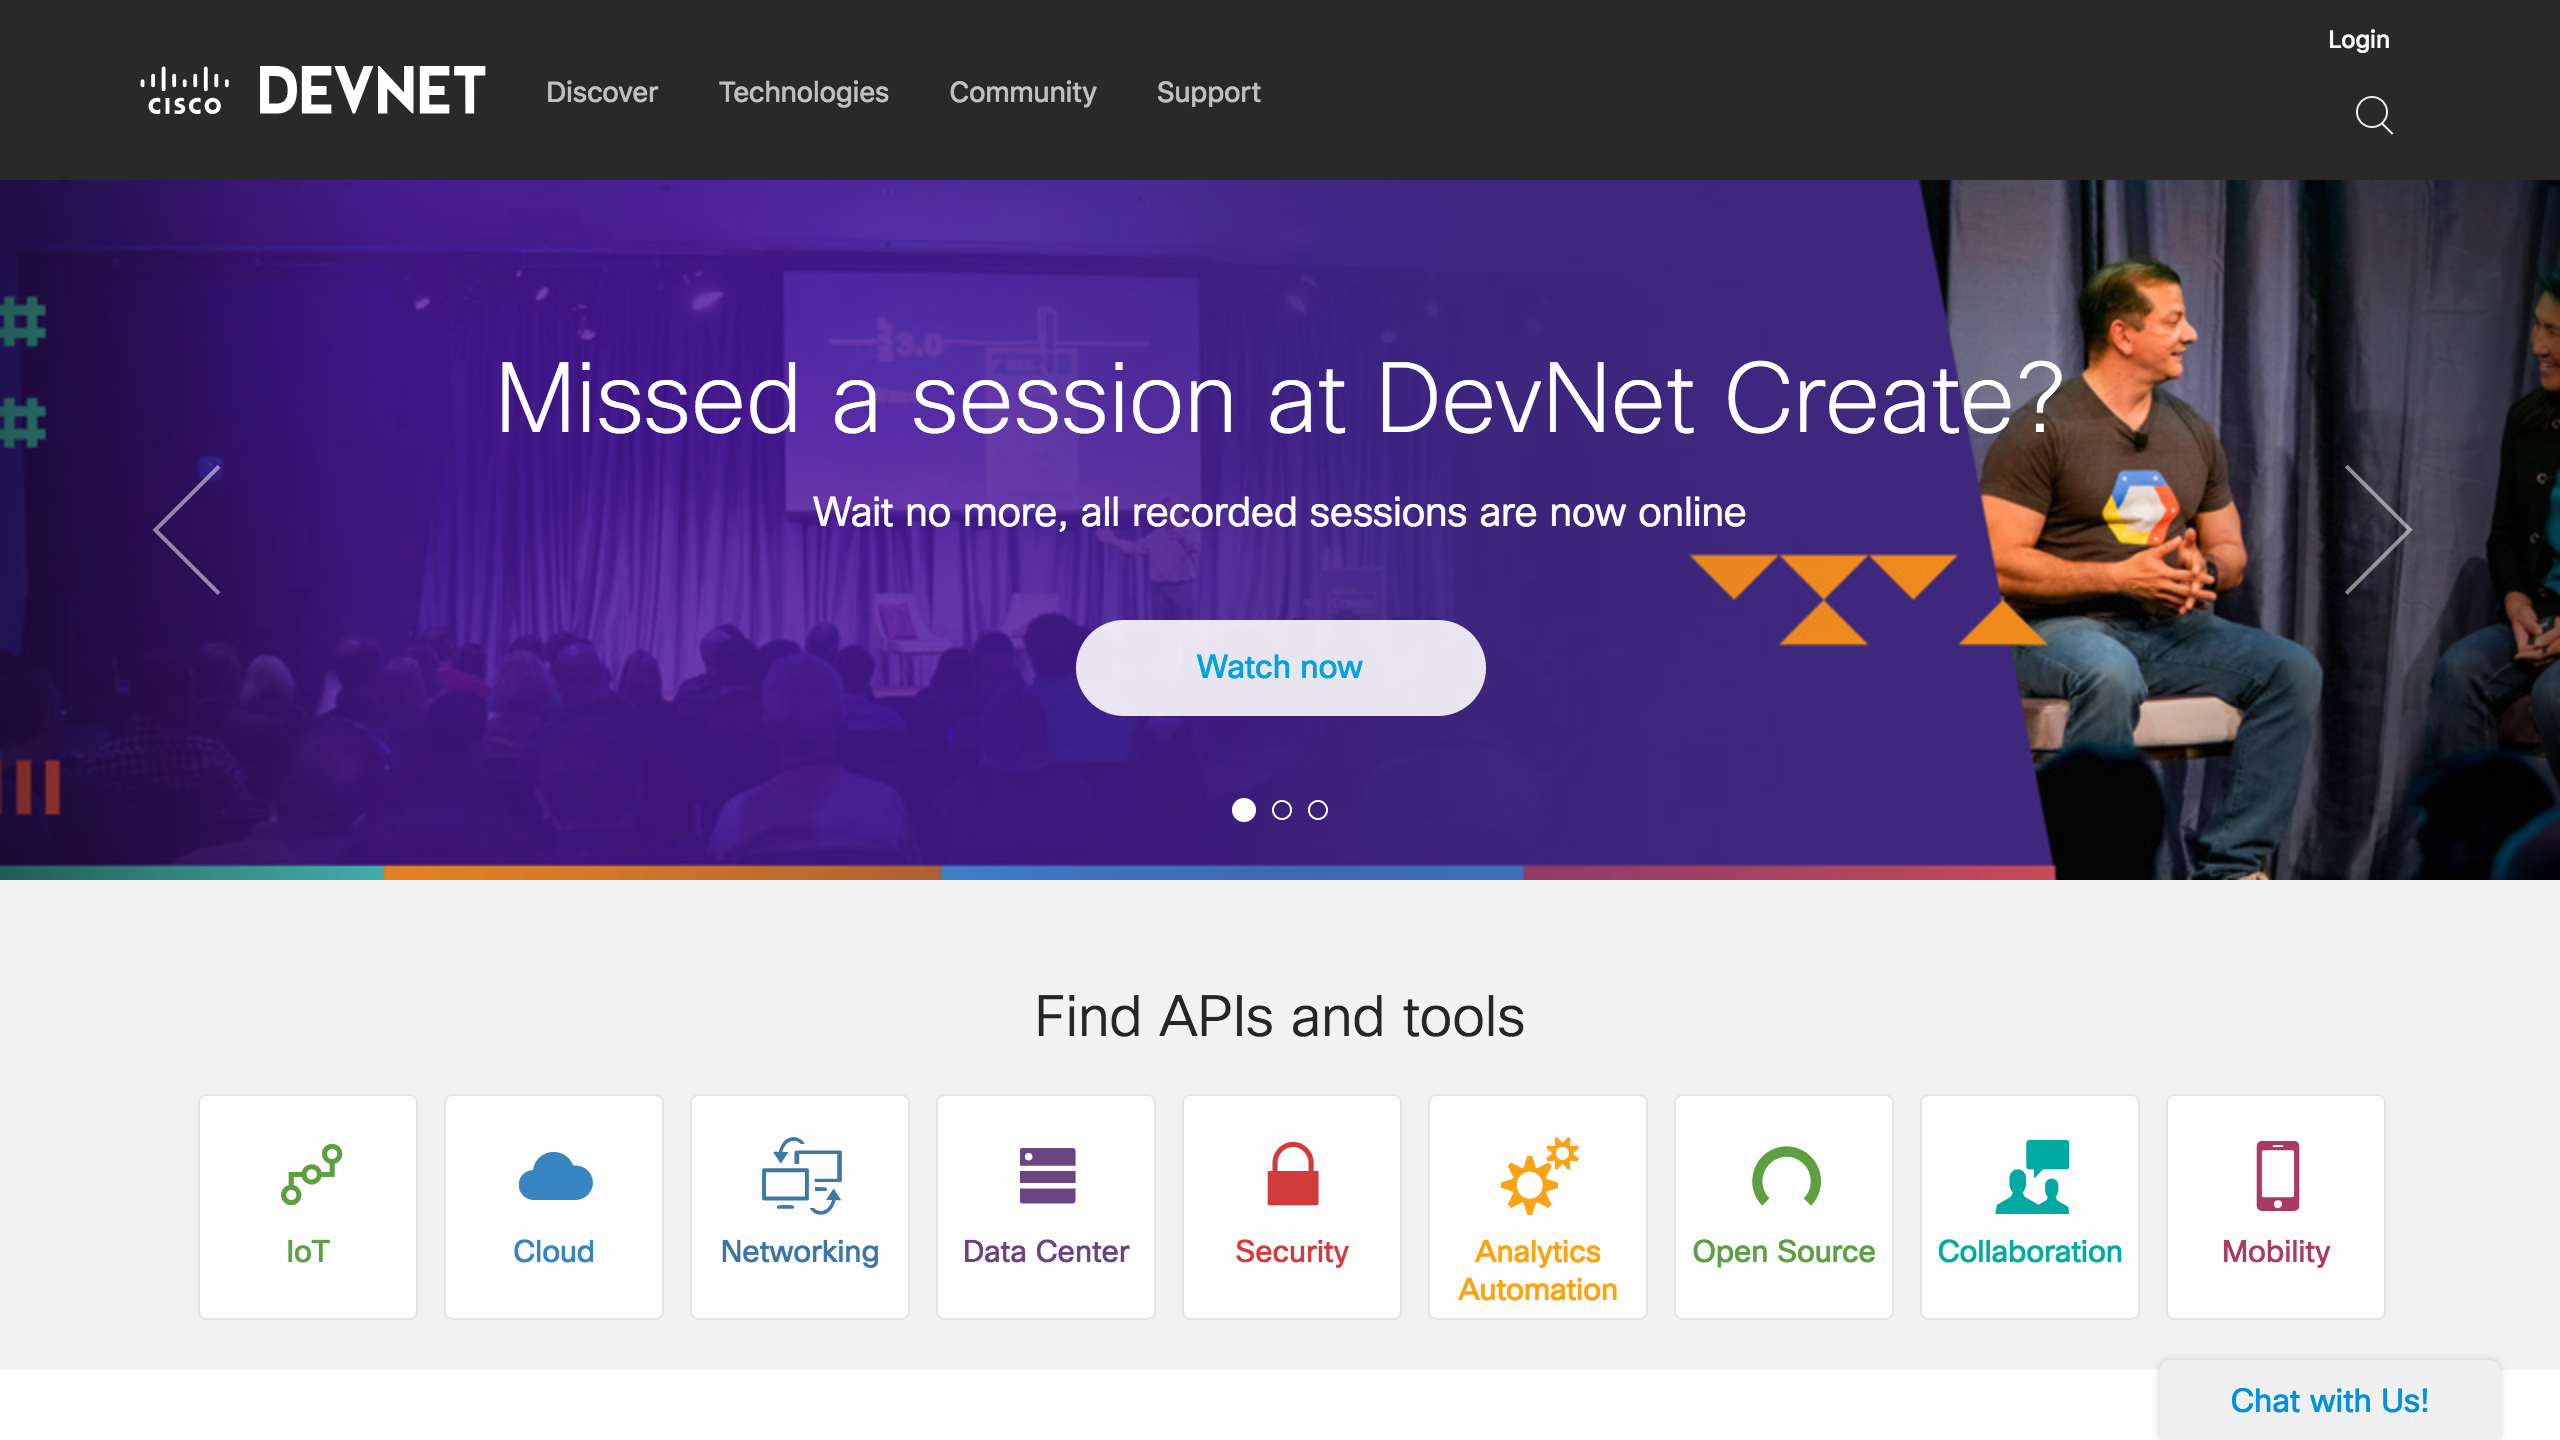 Login
CISCO DEVNET Discover Technologies Community Support
Missed a session at DevNet Create?
Wait no more, all recorded sessions are now online
Watch now
Find APIs and tools
IoT
Cloud
Networking
Data Center
Security
Analytics
Automation
Open Source
Collaboration
Mobility
Chat with Us!